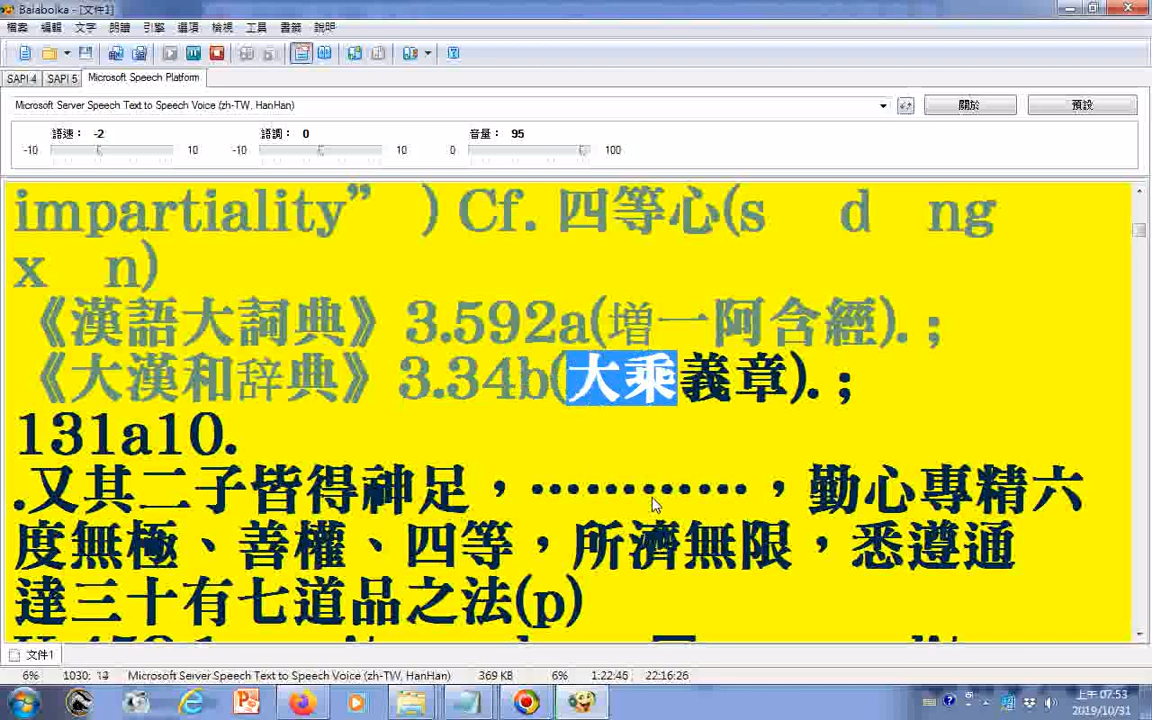 Balabolka - [文件1]
檔案 編輯 文字 朗讀 引擎 選項 檢視 工具 書籤 說明
SAPI 4 SAPI 5 Microsoft Speech Platform
Microsoft Server Speech Text to Speech Voice (zh-TW, HanHan) 關於 預設
語速： -2 語調： 0 音量： 95
-10 10 -10 10 0 100
impartiality” ) Cf. 四等心(s d ng
x n)
《漢語大詞典》 3.592a(增一阿含經). ;
《大漢和辞典》 3.34b(大乘義章). ;
131a10.
.又其二子皆得神足，…………，勤心專精六
度無極、善權、四等，所濟無限，悉遵通
達三十有七道品之法(p)
文件1
6% 1030: 14 Microsoft Server Speech Text to Speech Voice (zh-TW, HanHan) 369 KB 6% 1:22:46 22:16:26
上午 07:53
2019/10/31